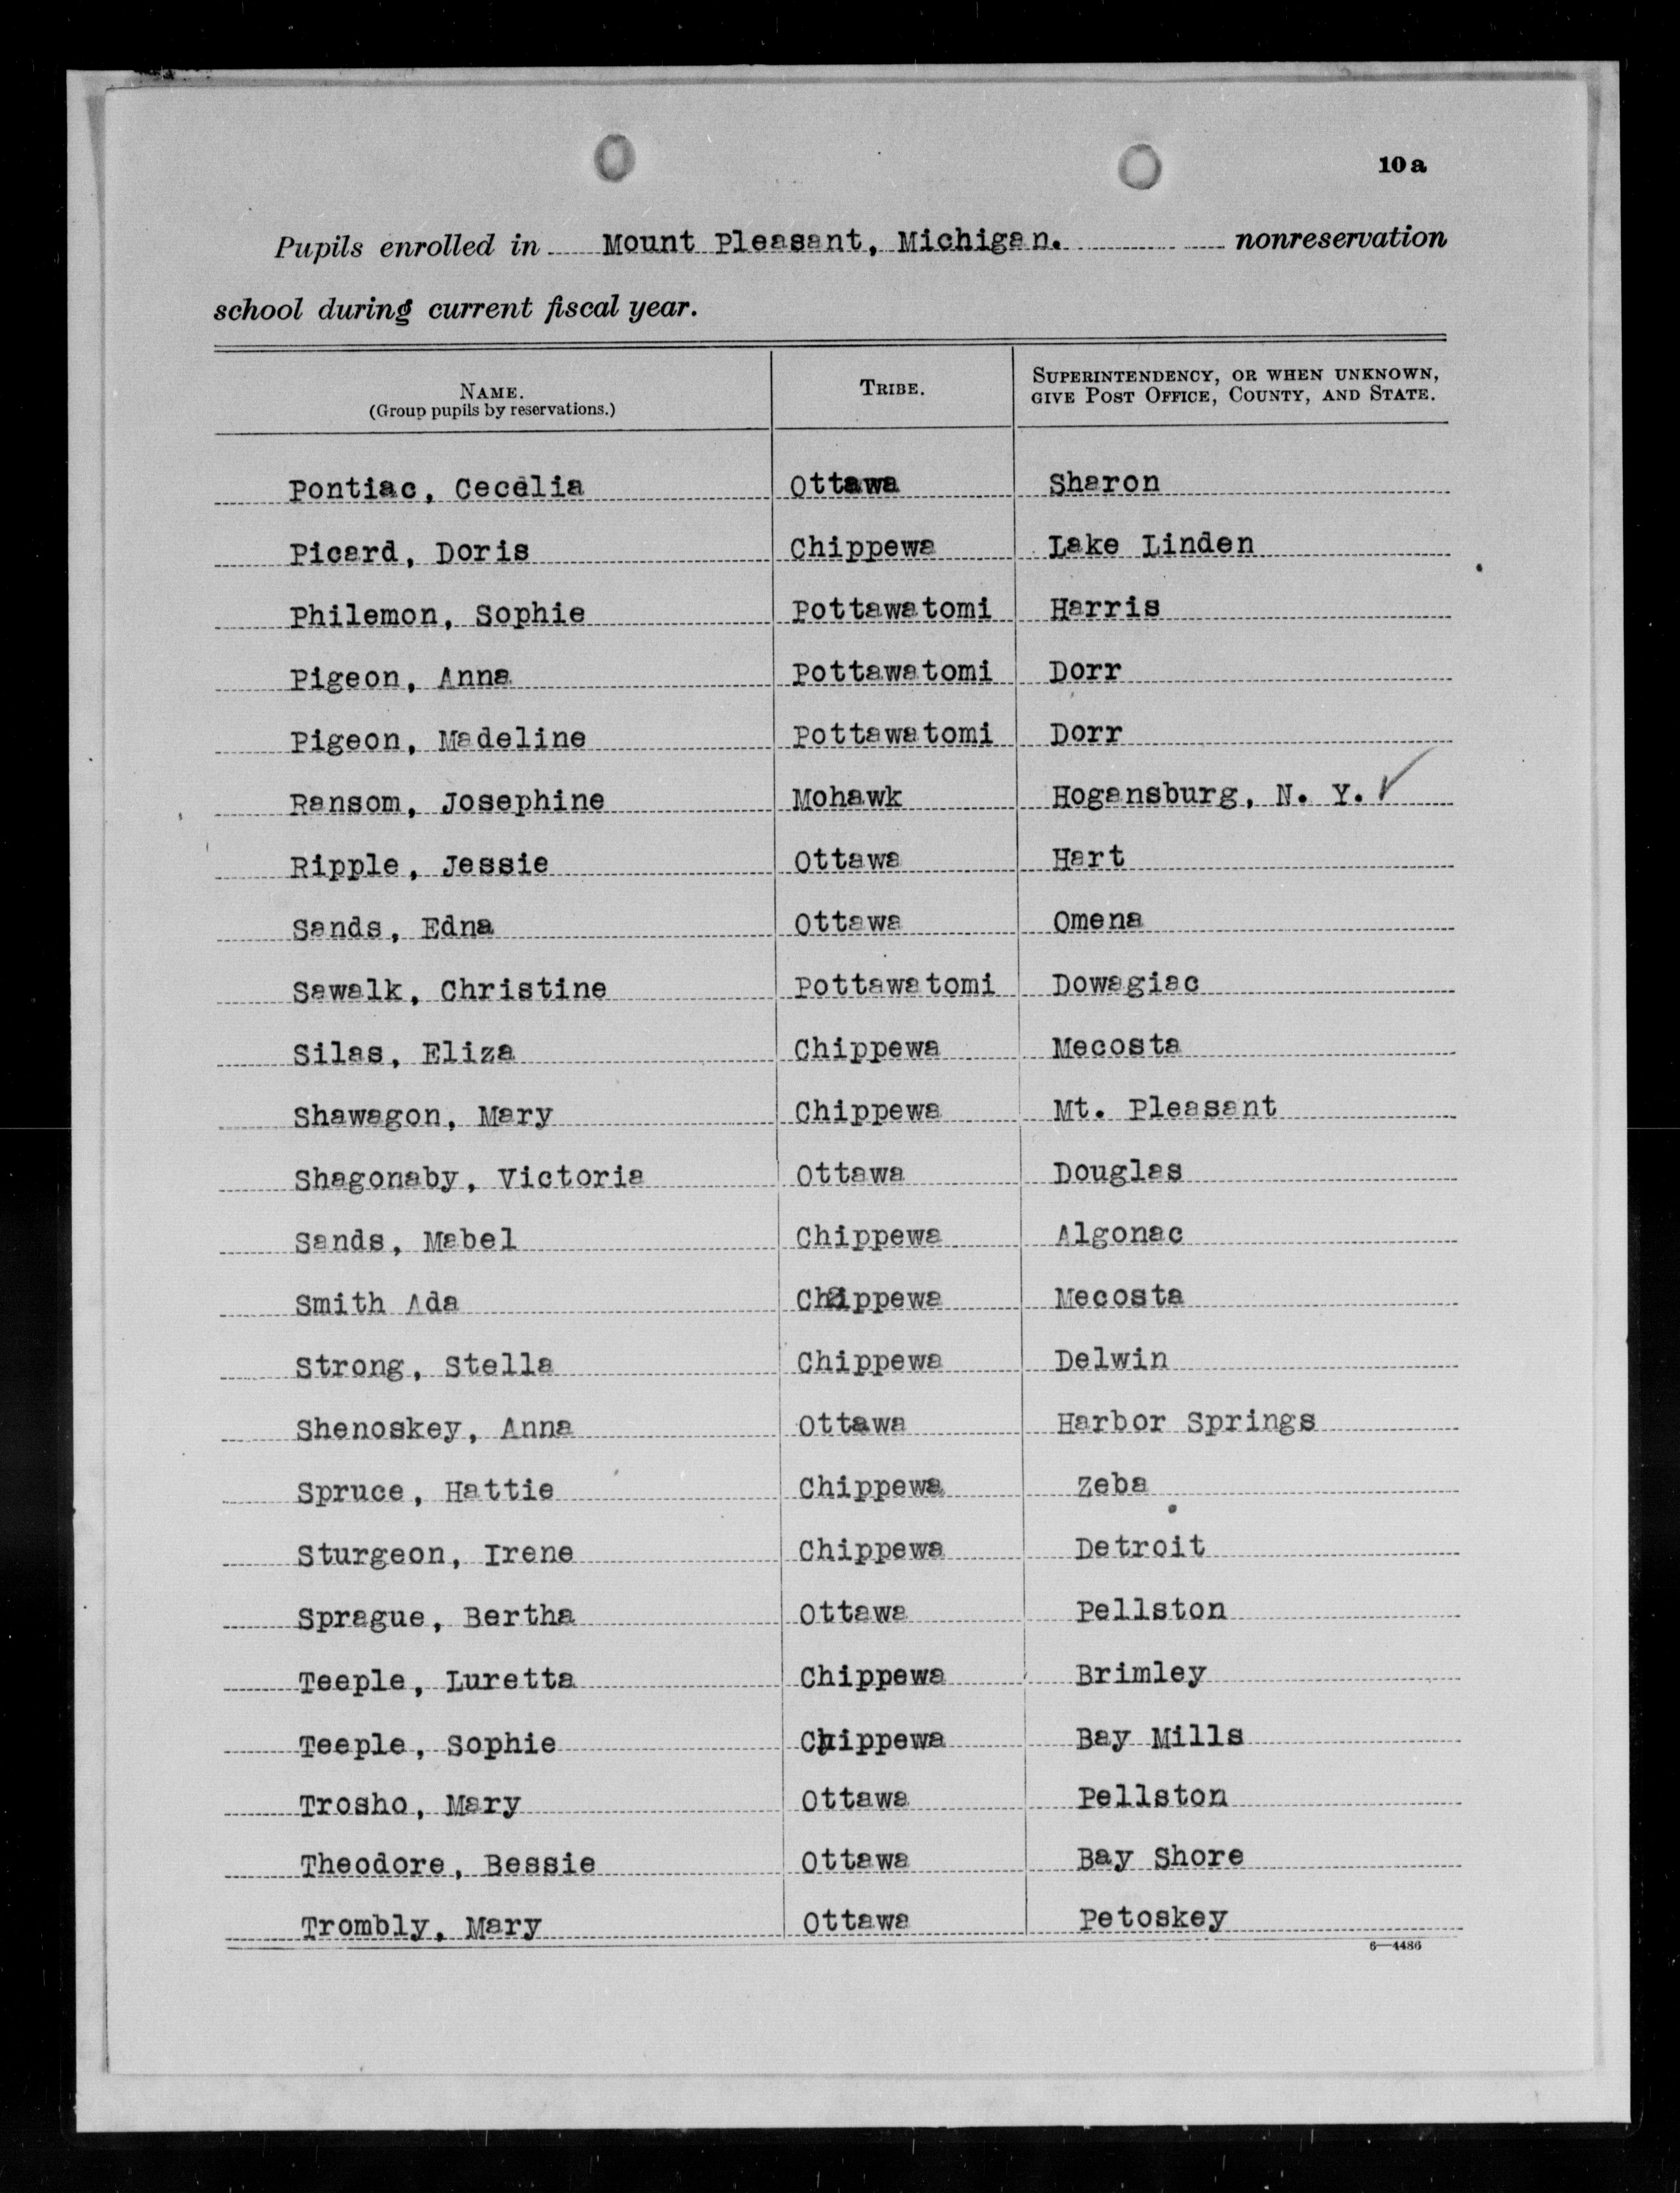 10a
Pupils enrolled in Mount Pleasant, Michigan. nonreservation
school during current fiscal year.
NAME. TRIBE. SUPERINTENDENCY, OR WHEN UNKNOWN,
(Group pupils by reservations.) GIVE POST OFFICE, COUNTY, AND STATE.
Pontiac, Cecelia Ottawa Sharon
Picard, Doris Chippewa Lake Linden
Philemon, Sophie Pottawatomi Harris
Pigeon, Anna Pottawatomi Dorr
Pigeon, Madeline Pottawatomi Dorr
Ransom, Josephine Mohawk Hogansburg, N. Y. ✓
Ripple, Jessie Ottawa Hart
Sands, Edna Ottawa Omena
Sawalk, Christine Pottawatomi Dowagiac
Silas, Eliza Chippewa Mecosta
Shawagon, Mary Chippewa Mt. Pleasant
Shagonaby, Victoria Ottawa Douglas
Sands, Mabel Chippewa Algonac
Smith Ada Chippewa Mecosta
Strong, Stella Chippewa Delwin
Shenoskey, Anna Ottawa Harbor Springs
Spruce, Hattie Chippewa Zeba
Sturgeon, Irene Chippewa Detroit
Sprague, Bertha Ottawa Pellston
Teeple, Luretta Chippewa Brimley
Teeple, Sophie Chippewa Bay Mills
Trosho, Mary Ottawa Pellston
Theodore, Bessie Ottawa Bay Shore
Trombly, Mary Ottawa Petoskey
6—4486